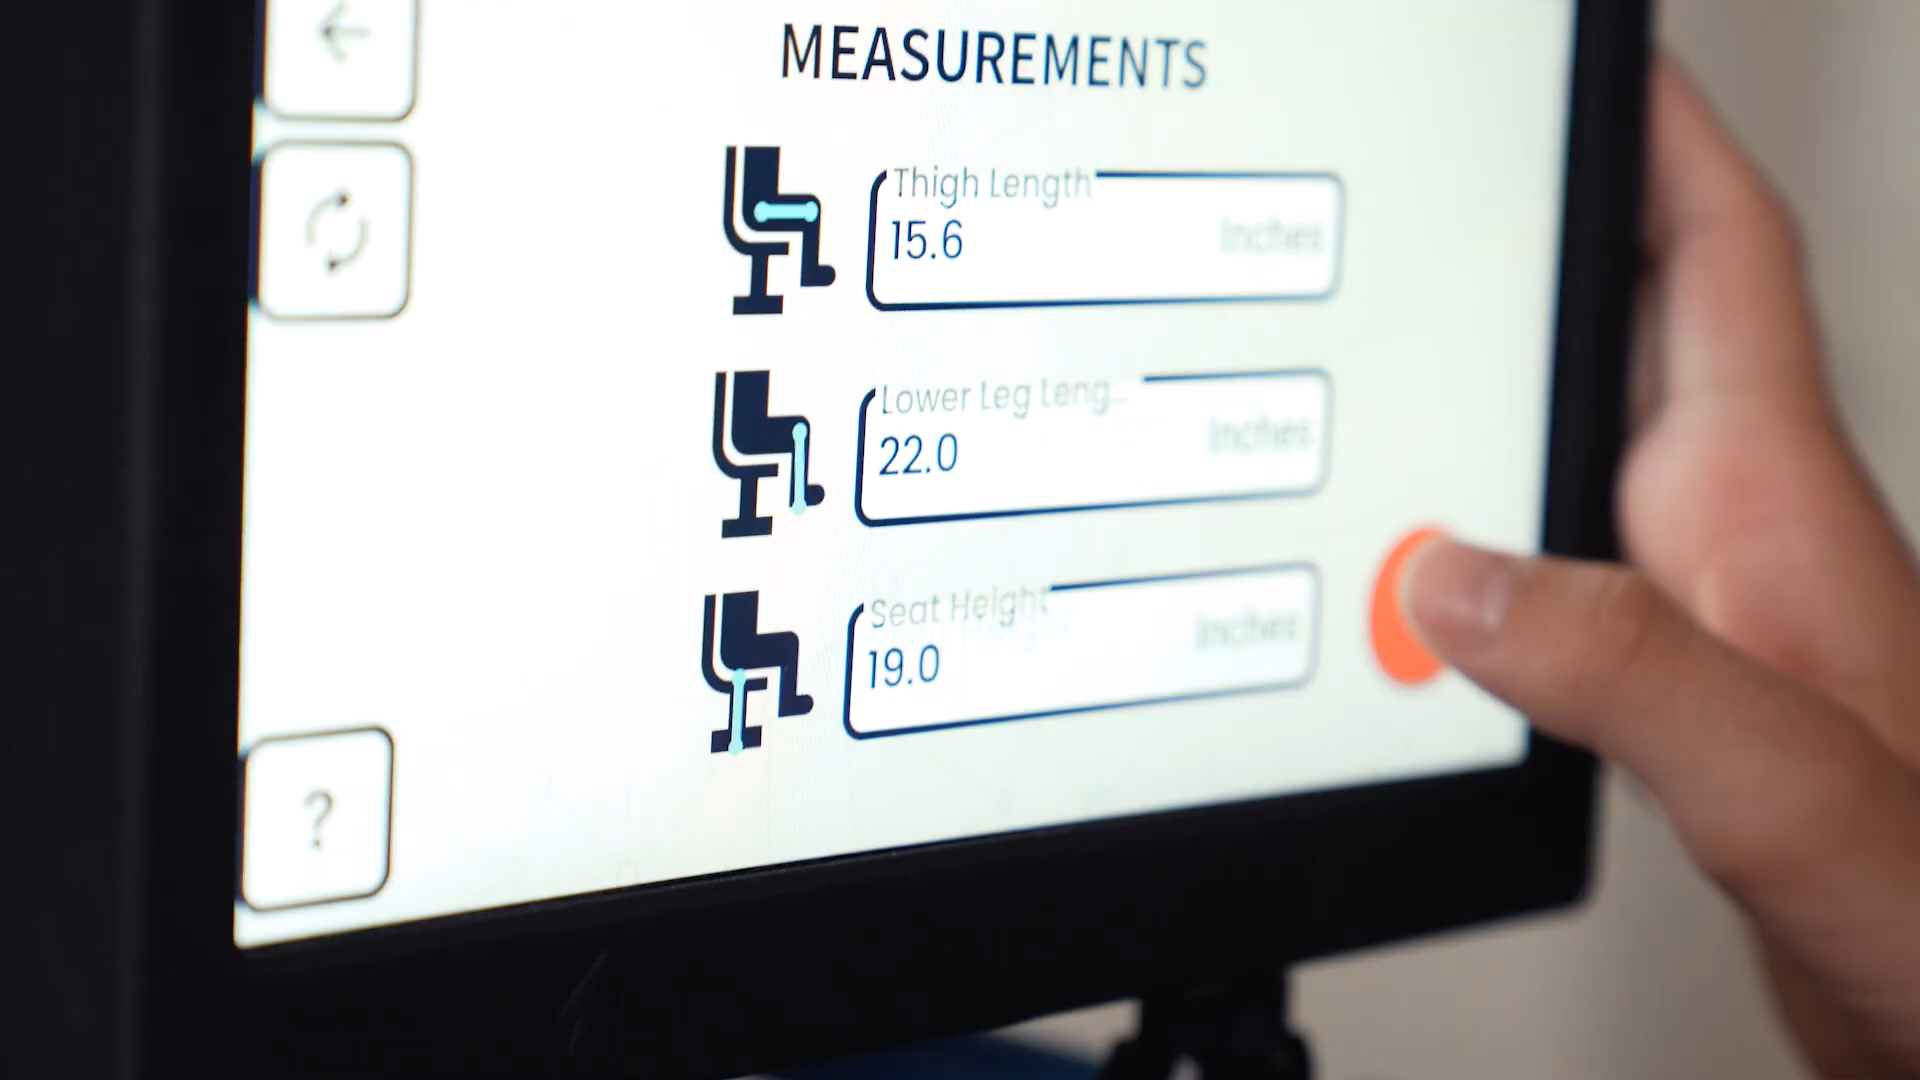 MEASUREMENTS
Thigh Length
15.6 Inches
Lower Leg Leng...
22.0 Inches
Seat Height
19.0 Inches
?